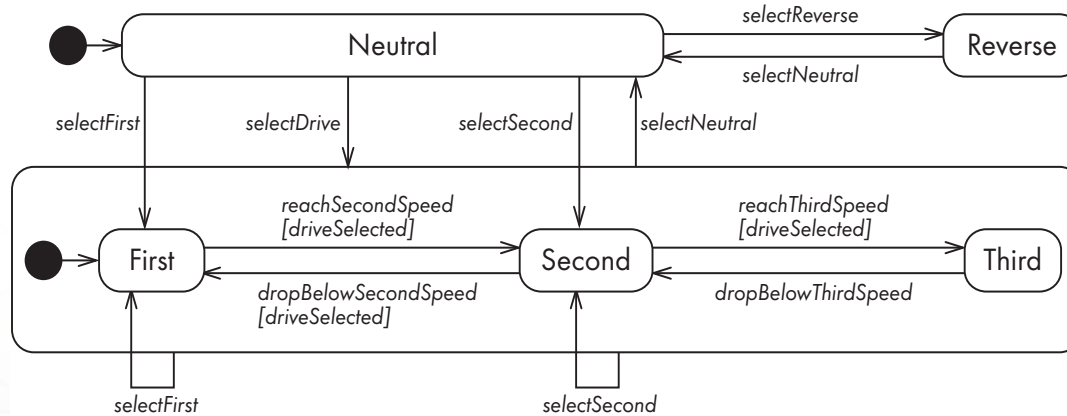 selectReverse
Neutral
Reverse
selectNeutral
selectFirst
selectDrive
selectSecond
selectNeutral
reachSecondSpeed
[driveSelected]
reachThirdSpeed
[driveSelected]
First
Second
Third
dropBelowSecondSpeed
[driveSelected]
dropBelowThirdSpeed
selectFirst
selectSecond